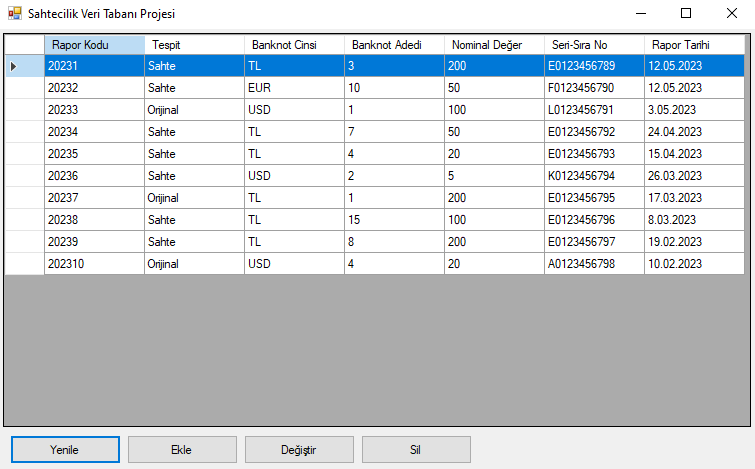 Sahtecilik Veri Tabanı Projesi
Rapor Kodu Tespit Banknot Cinsi Banknot Adedi Nominal Değer Seri-Sıra No Rapor Tarihi
20231 Sahte TL 3 200 E0123456789 12.05.2023
20232 Sahte EUR 10 50 F0123456790 12.05.2023
20233 Orijinal USD 1 100 L0123456791 3.05.2023
20234 Sahte TL 7 50 E0123456792 24.04.2023
20235 Sahte TL 4 20 E0123456793 15.04.2023
20236 Sahte USD 2 5 K0123456794 26.03.2023
20237 Orijinal TL 1 200 E0123456795 17.03.2023
20238 Sahte TL 15 100 E0123456796 8.03.2023
20239 Sahte TL 8 200 E0123456797 19.02.2023
202310 Orijinal USD 4 20 A0123456798 10.02.2023
Yenile Ekle Değiştir Sil